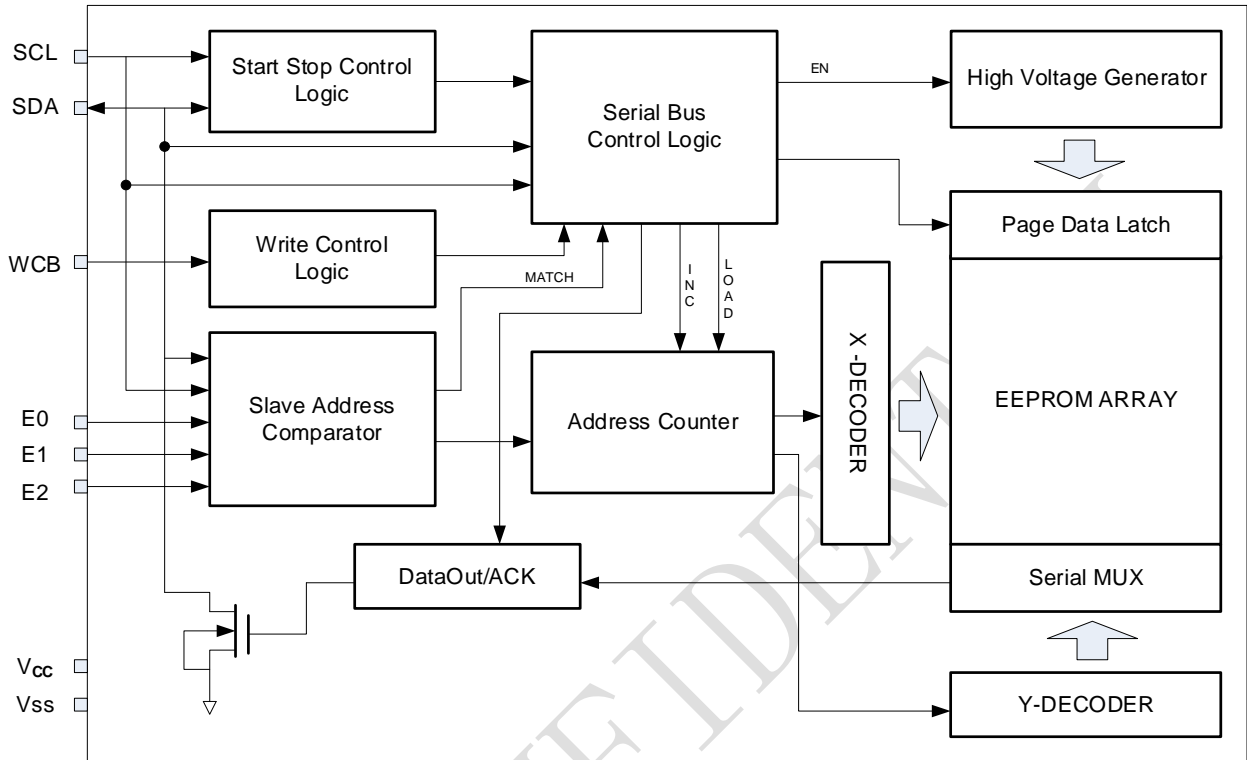 SCL
SDA
WCB
E0
E1
E2
Vcc
Vss
Start Stop Control
Logic
Write Control
Logic
Slave Address
Comparator
Serial Bus
Control Logic
MATCH
INC
LOAD
EN
Address Counter
DataOut/ACK
X -DECODER
High Voltage Generator
Page Data Latch
EEPROM ARRAY
Serial MUX
Y-DECODER